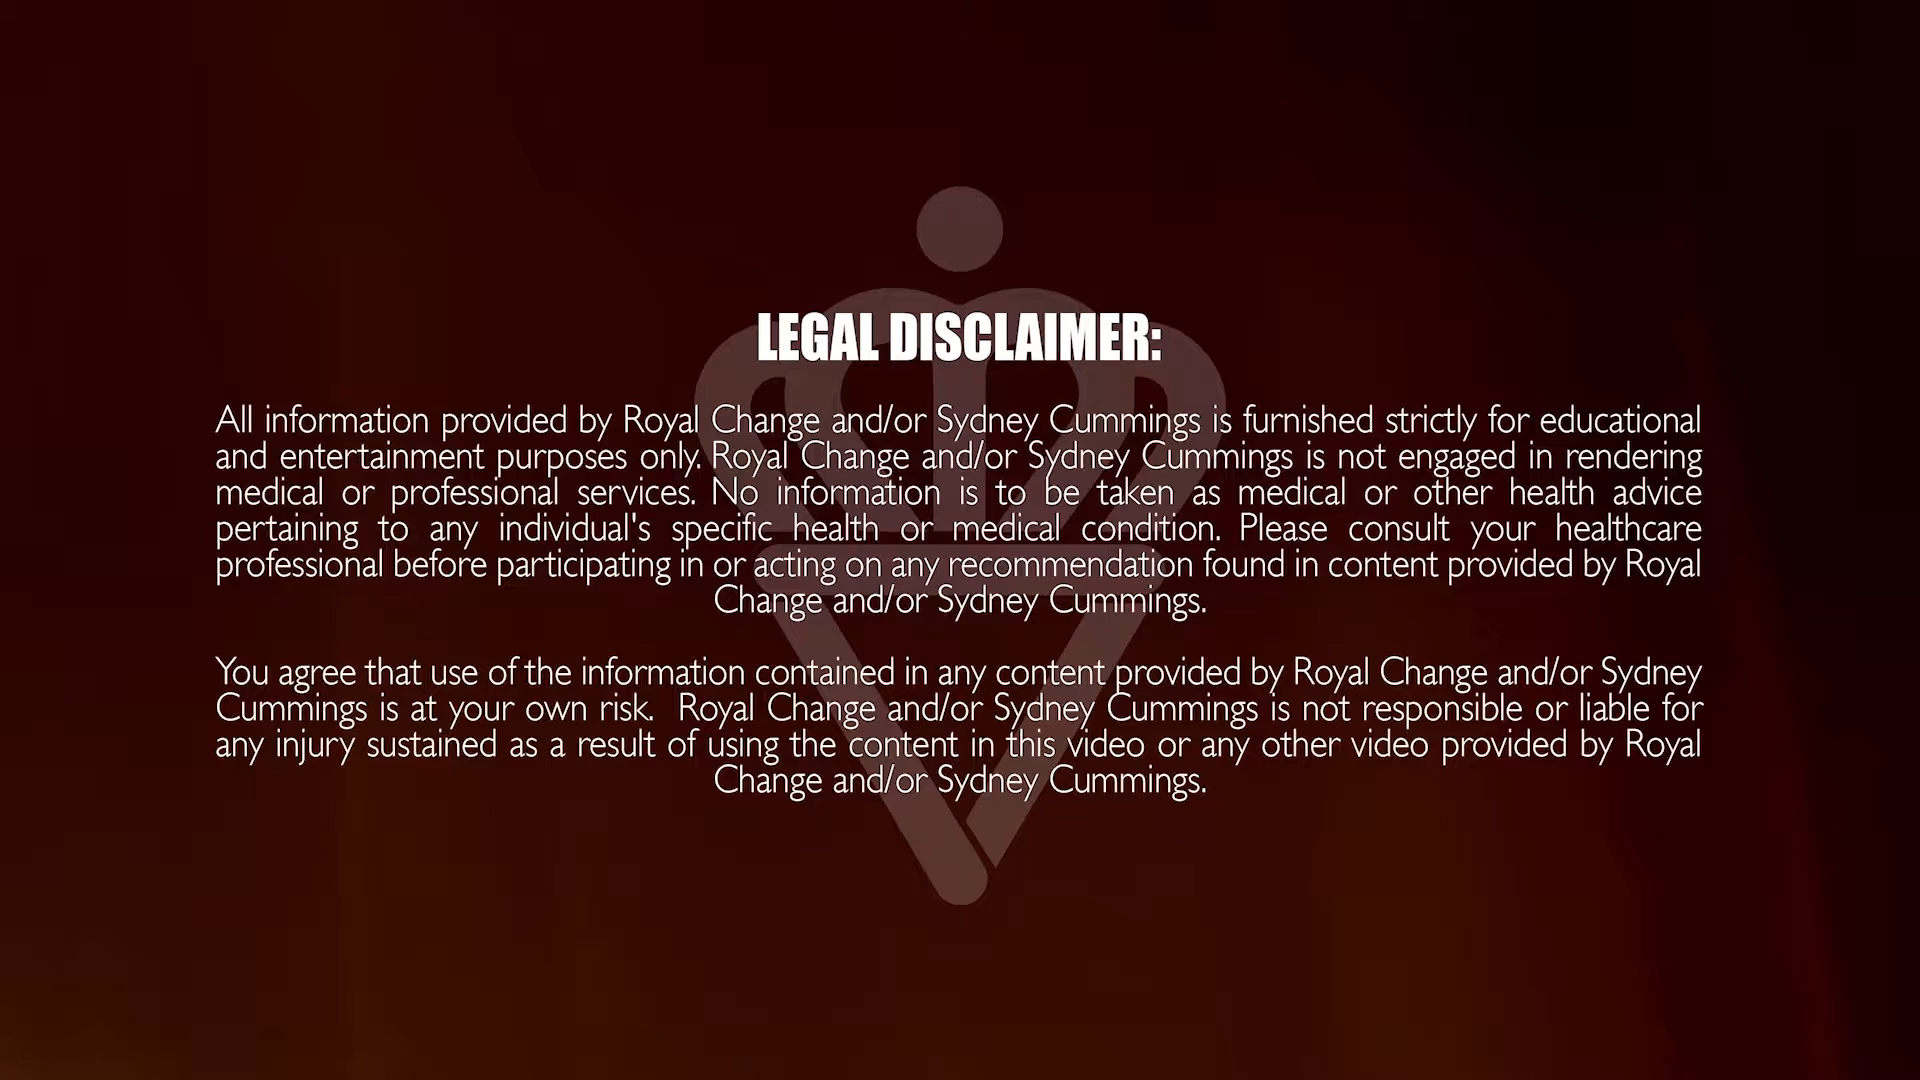 LEGAL DISCLAIMER:
All information provided by Royal Change and/or Sydney Cummings is furnished strictly for educational
and entertainment purposes only. Royal Change and/or Sydney Cummings is not engaged in rendering
medical or professional services. No information is to be taken as medical or other health advice
pertaining to any individual's specific health or medical condition. Please consult your healthcare
professional before participating in or acting on any recommendation found in content provided by Royal
Change and/or Sydney Cummings.
You agree that use of the information contained in any content provided by Royal Change and/or Sydney
Cummings is at your own risk.  Royal Change and/or Sydney Cummings is not responsible or liable for
any injury sustained as a result of using the content in this video or any other video provided by Royal
Change and/or Sydney Cummings.